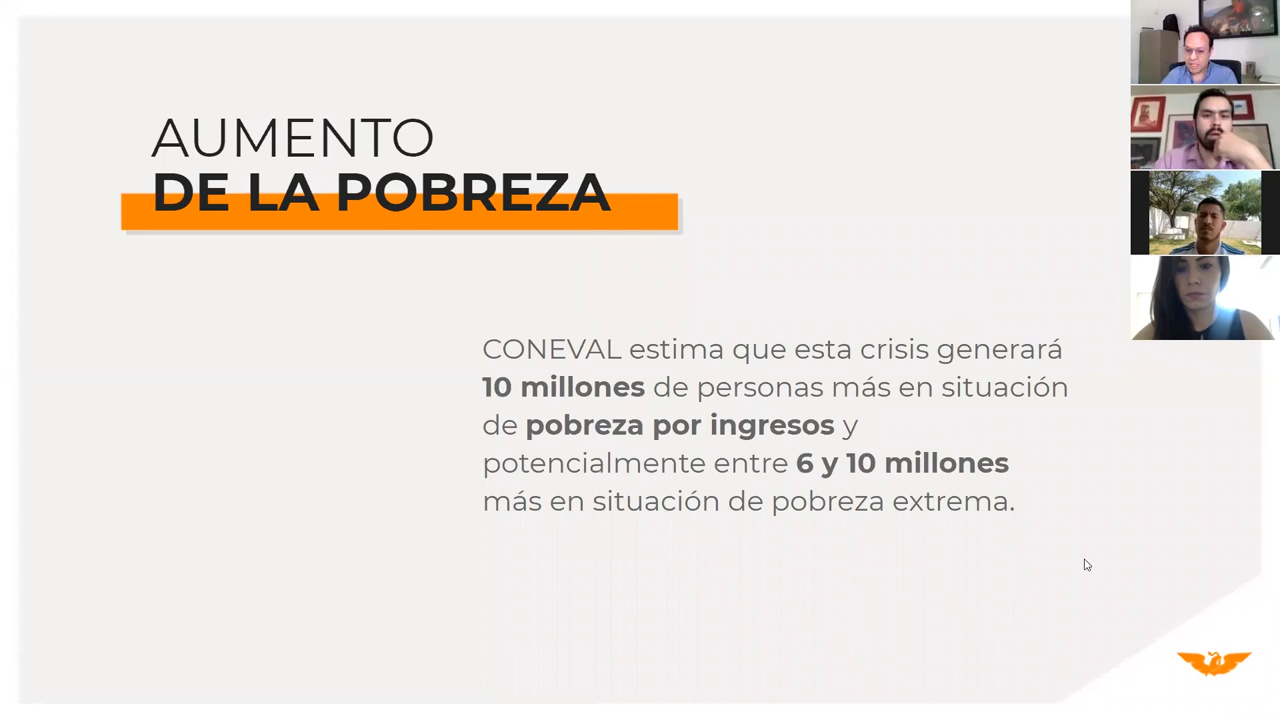 AUMENTO
DE LA POBREZA
CONEVAL estima que esta crisis generará
10 millones de personas más en situación
de pobreza por ingresos y
potencialmente entre 6 y 10 millones
más en situación de pobreza extrema.